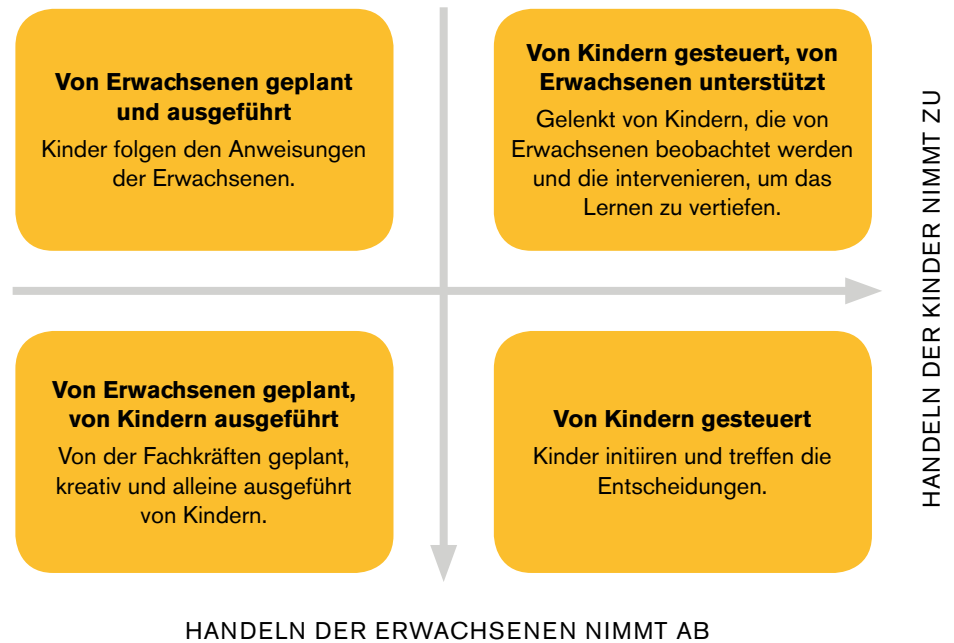 Von Erwachsenen geplant
und ausgeführt
Kinder folgen den Anweisungen
der Erwachsenen.
Von Kindern gesteuert, von
Erwachsenen unterstützt
Gelenkt von Kindern, die von
Erwachsenen beobachtet werden
und die intervenieren, um das
Lernen zu vertiefen.
Von Erwachsenen geplant,
von Kindern ausgeführt
Von der Fachkräften geplant,
kreativ und alleine ausgeführt
von Kindern.
Von Kindern gesteuert
Kinder initiiren und treffen die
Entscheidungen.
HANDELN DER KINDER NIMMT ZU
HANDELN DER ERWACHSENEN NIMMT AB